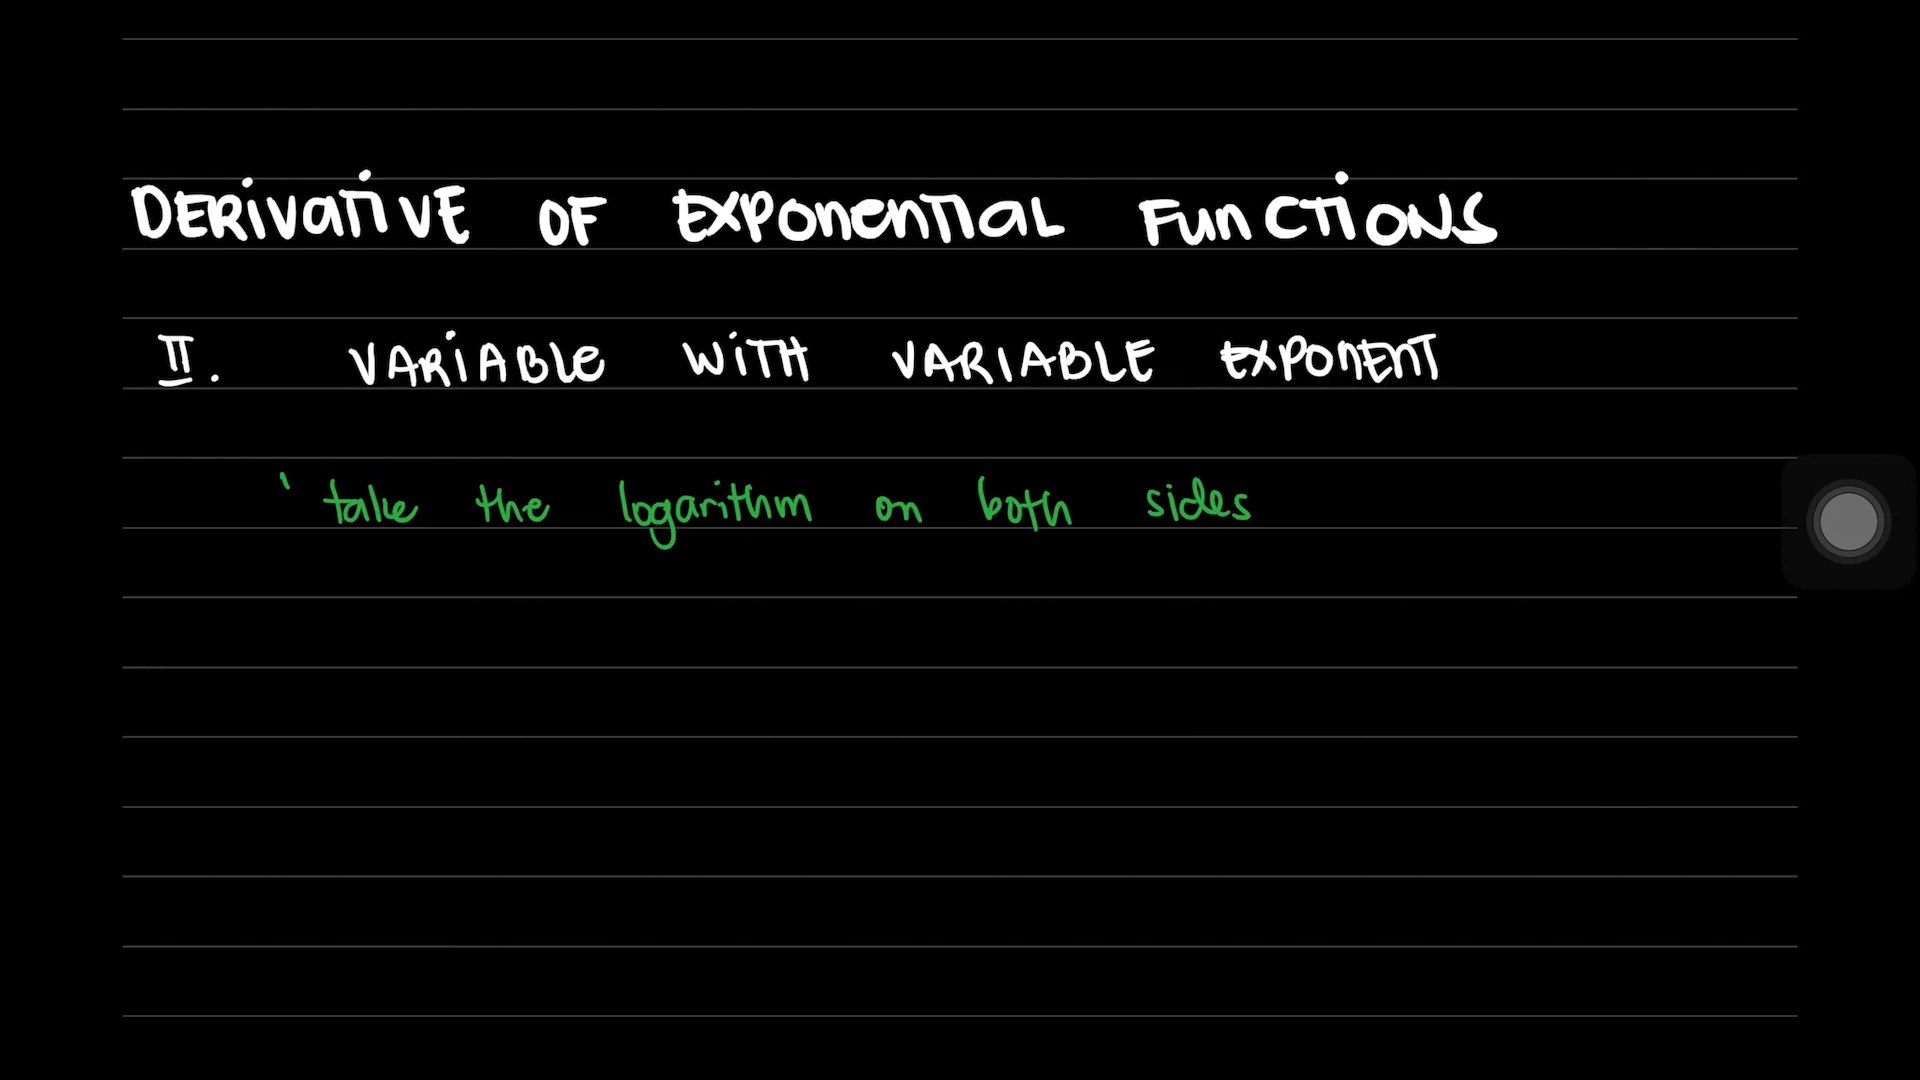 DERivaTiVE OF EXPonenTiaL FunCTiONS
II. VARiABLe WiTH VARIABLE EXPONENT
' take the logarithm on both sides